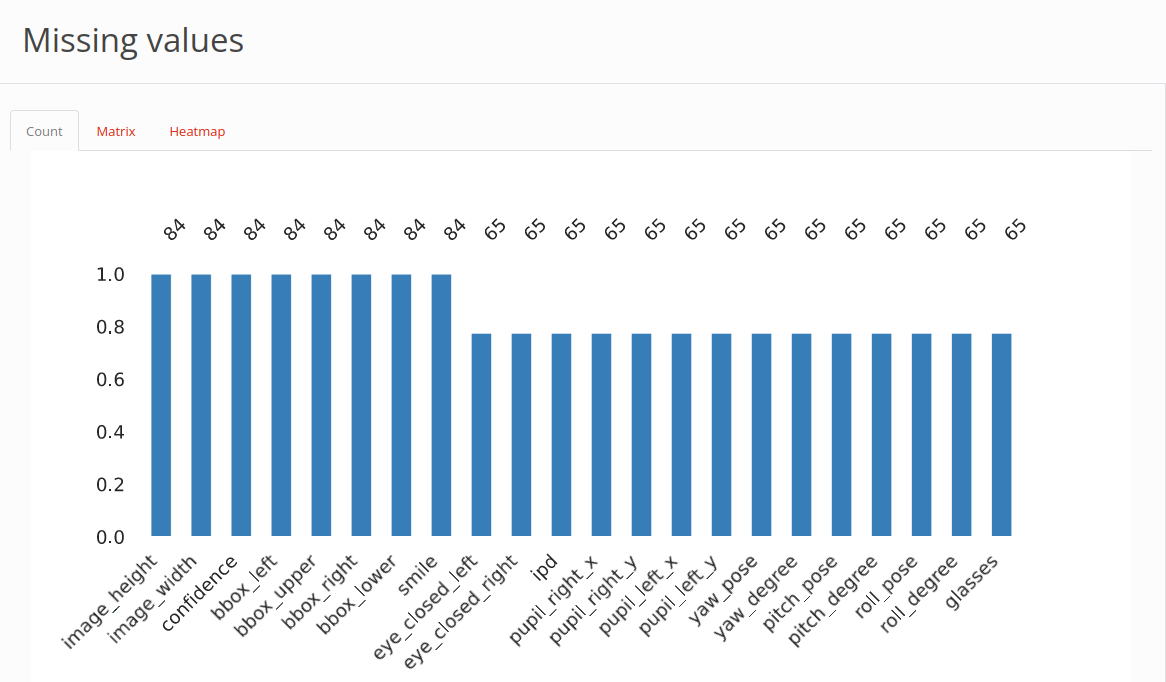 Missing values
Count Matrix Heatmap
84 84 84 84 84 84 84 84 65 65 65 65 65 65 65 65 65 65 65 65 65 65
1.0
0.8
0.6
0.4
0.2
0.0
image_height image_width confidence bbox_left bbox_upper bbox_right bbox_lower smile eye_closed_left eye_closed_right ipd pupil_right_x pupil_right_y pupil_left_x pupil_left_y yaw_pose yaw_degree pitch_pose pitch_degree roll_pose roll_degree glasses